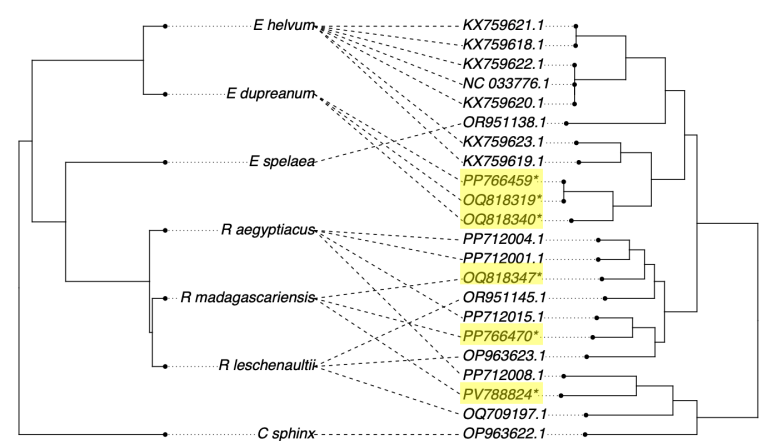 E helvum
E dupreanum
E spelaea
R aegyptiacus
R madagascariensis
R leschenaultii
C sphinx
KX759621.1
KX759618.1
KX759622.1
NC 033776.1
KX759620.1
OR951138.1
KX759623.1
KX759619.1
PP766459*
OQ818319*
OQ818340*
PP712004.1
PP712001.1
OQ818347*
OR951145.1
PP712015.1
PP766470*
OP963623.1
PP712008.1
PV788824*
OQ709197.1
OP963622.1